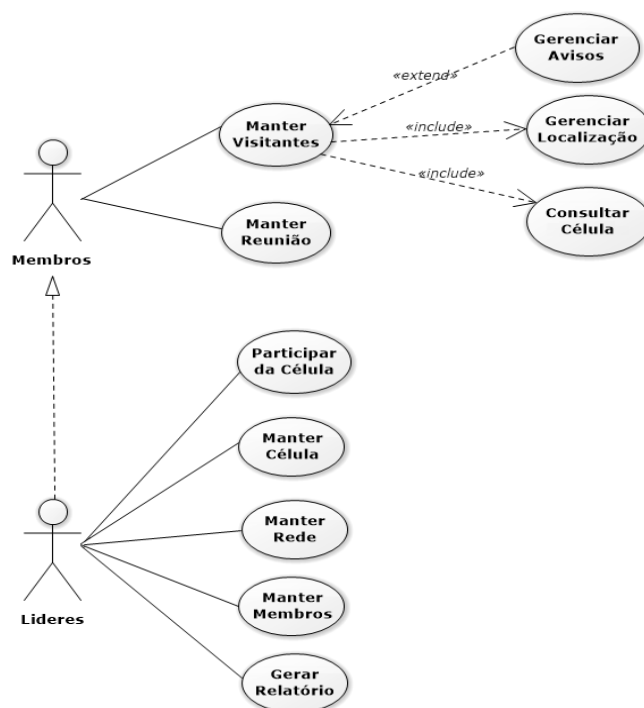 Gerenciar
Avisos
«extend»
Manter
Visitantes
«include»
Gerenciar
Localização
«include»
Consultar
Célula
Manter
Reunião
Membros
Participar
da Célula
Manter
Célula
Manter
Rede
Manter
Membros
Lideres
Gerar
Relatório